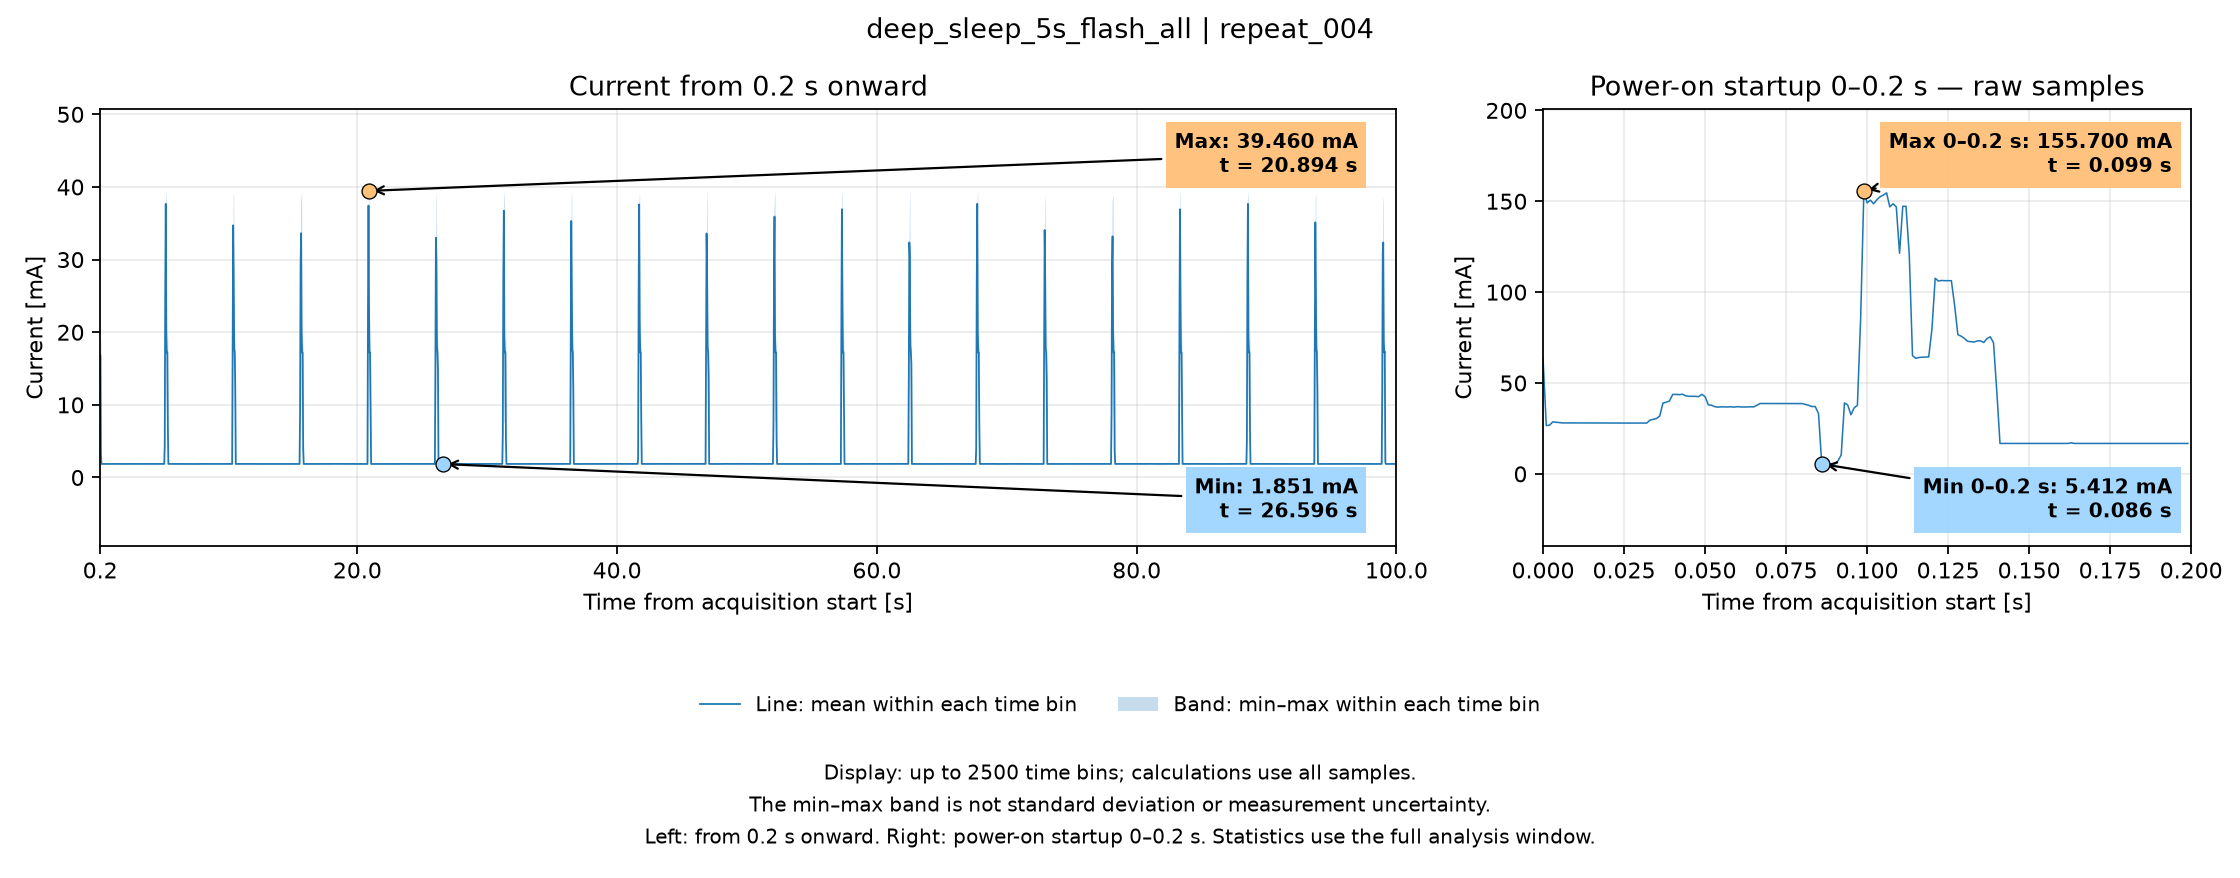 deep_sleep_5s_flash_all | repeat_004
Current from 0.2 s onward
Current [mA]
50
40
30
20
10
0
Max: 39.460 mA
t = 20.894 s
Min: 1.851 mA
t = 26.596 s
0.2
20.0
40.0
60.0
80.0
100.0
Time from acquisition start [s]
Power-on startup 0–0.2 s — raw samples
Current [mA]
200
150
100
50
0
Max 0–0.2 s: 155.700 mA
t = 0.099 s
Min 0–0.2 s: 5.412 mA
t = 0.086 s
0.000
0.025
0.050
0.075
0.100
0.125
0.150
0.175
0.200
Time from acquisition start [s]
Line: mean within each time bin
Band: min–max within each time bin
Display: up to 2500 time bins; calculations use all samples.
The min–max band is not standard deviation or measurement uncertainty.
Left: from 0.2 s onward. Right: power-on startup 0–0.2 s. Statistics use the full analysis window.